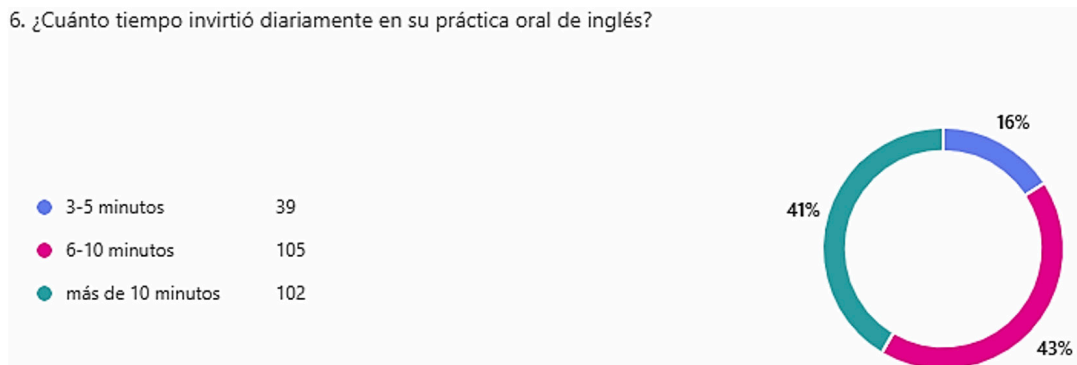 6. ¿Cuánto tiempo invirtió diariamente en su práctica oral de inglés?
16%
3-5 minutos 39
41%
6-10 minutos 105
más de 10 minutos 102
43%